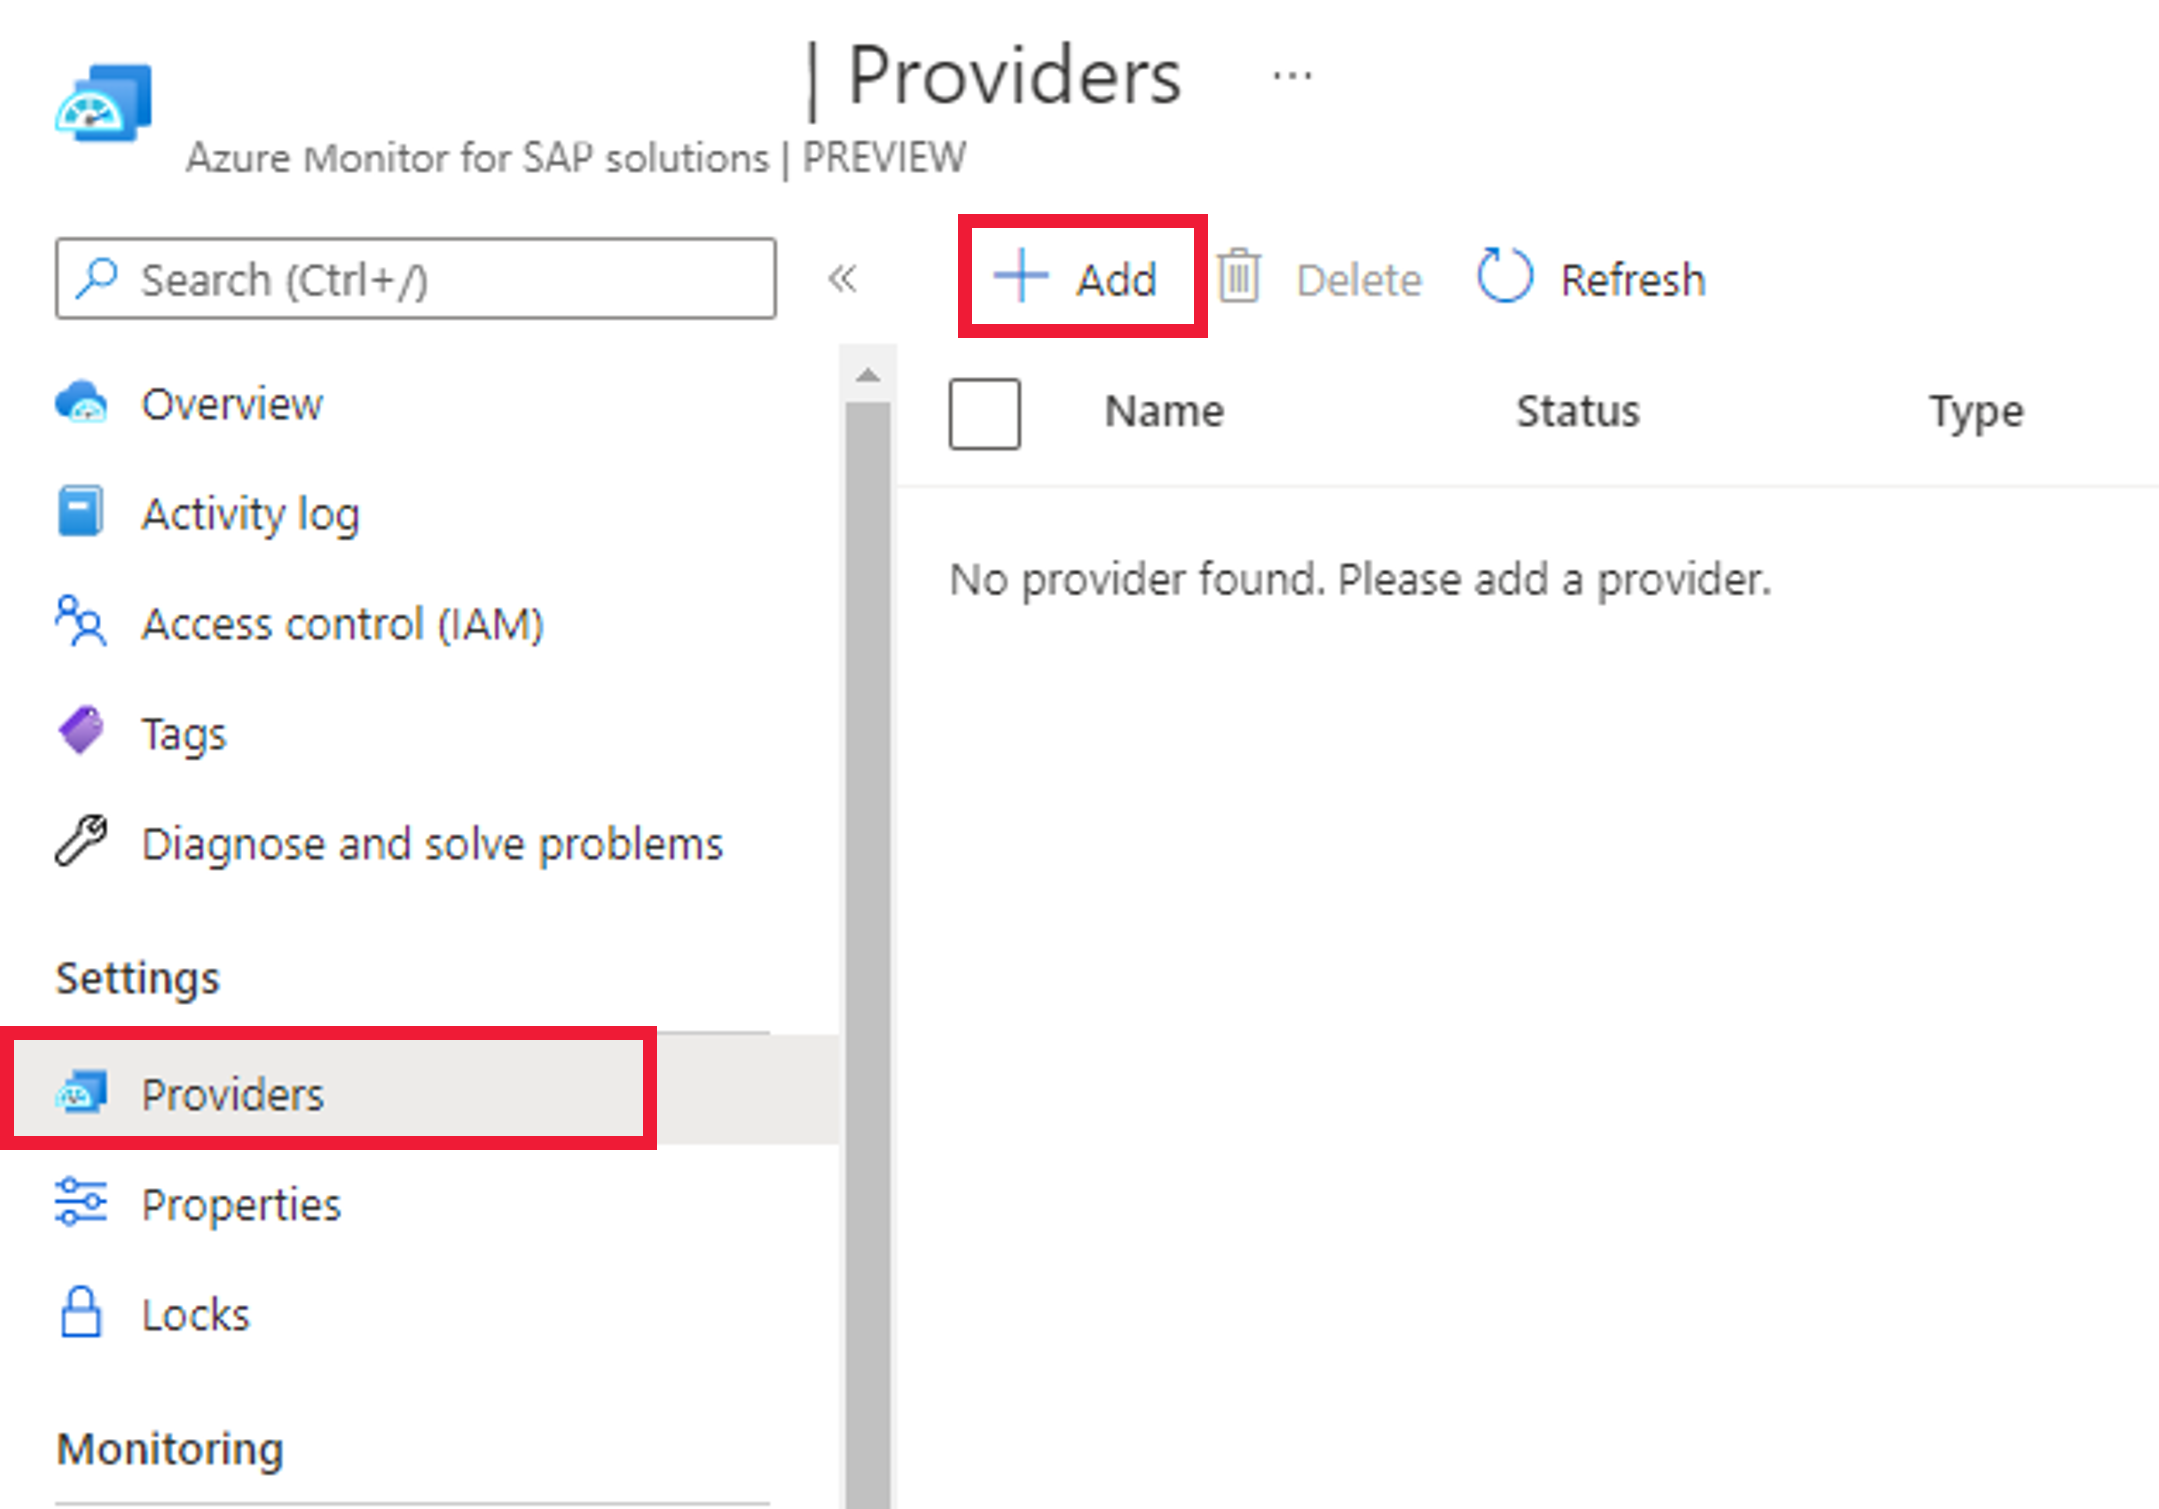 | Providers ...
Azure Monitor for SAP solutions | PREVIEW
Search (Ctrl+/)
«
Overview
Activity log
Access control (IAM)
Tags
Diagnose and solve problems
Settings
Providers
Properties
Locks
Monitoring
Add Delete Refresh
Name Status Type
No provider found. Please add a provider.